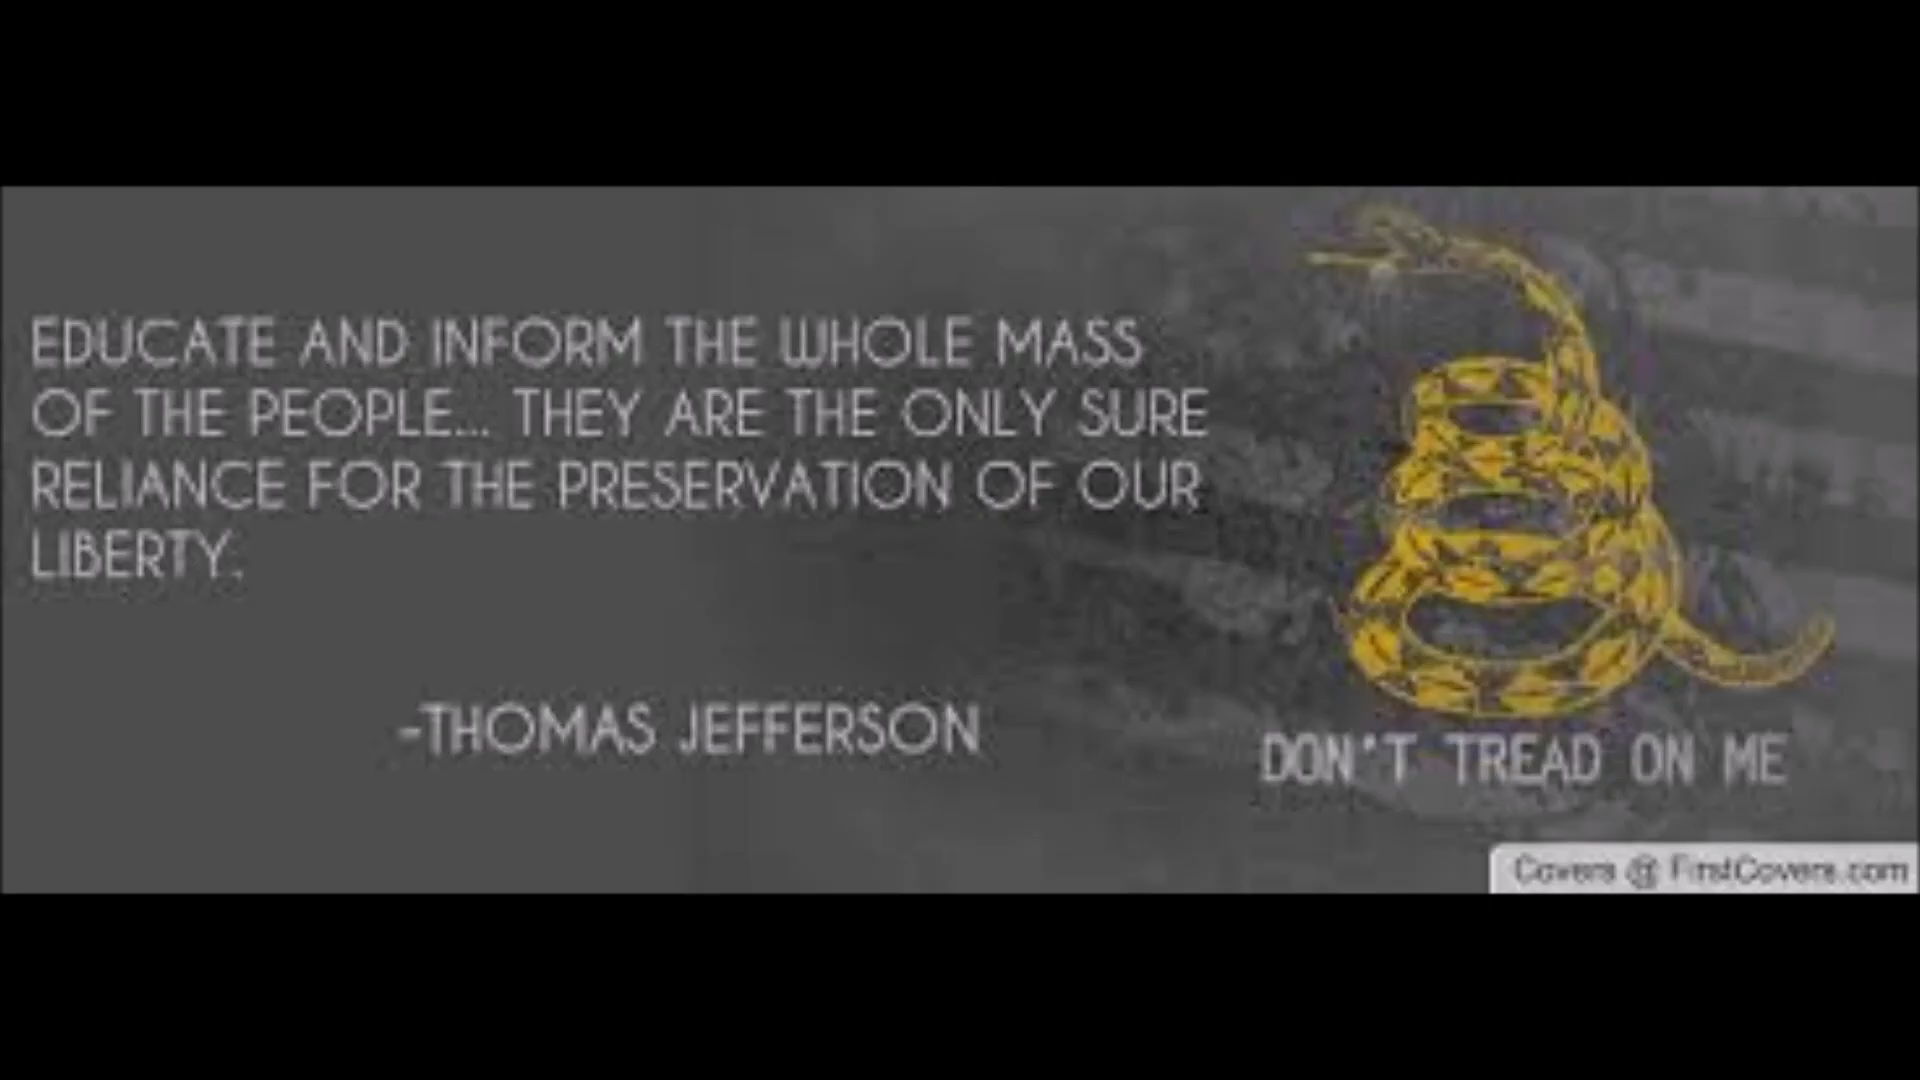 EDUCATE AND INFORM THE WHOLE MASS
OF THE PEOPLE... THEY ARE THE ONLY SURE
RELIANCE FOR THE PRESERVATION OF OUR
LIBERTY.
-THOMAS JEFFERSON
DON'T TREAD ON ME
Covers @ FirstCovers.com